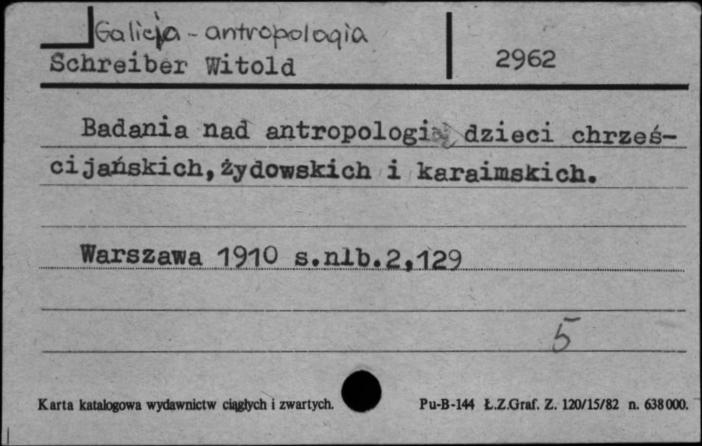 Galicja - antropologia
Schreiber Witold 2962
Badania nad antropologią dzieci chrześ-
cijańskich, żydowskich i karaimskich.
Warszawa 1910 s.nlb.2,129
5
Karta katalogowa wydawnictw ciągłych i zwartych. Pu-B-144 Ł.Z.Graf. Z. 120/15/82 n. 638000.